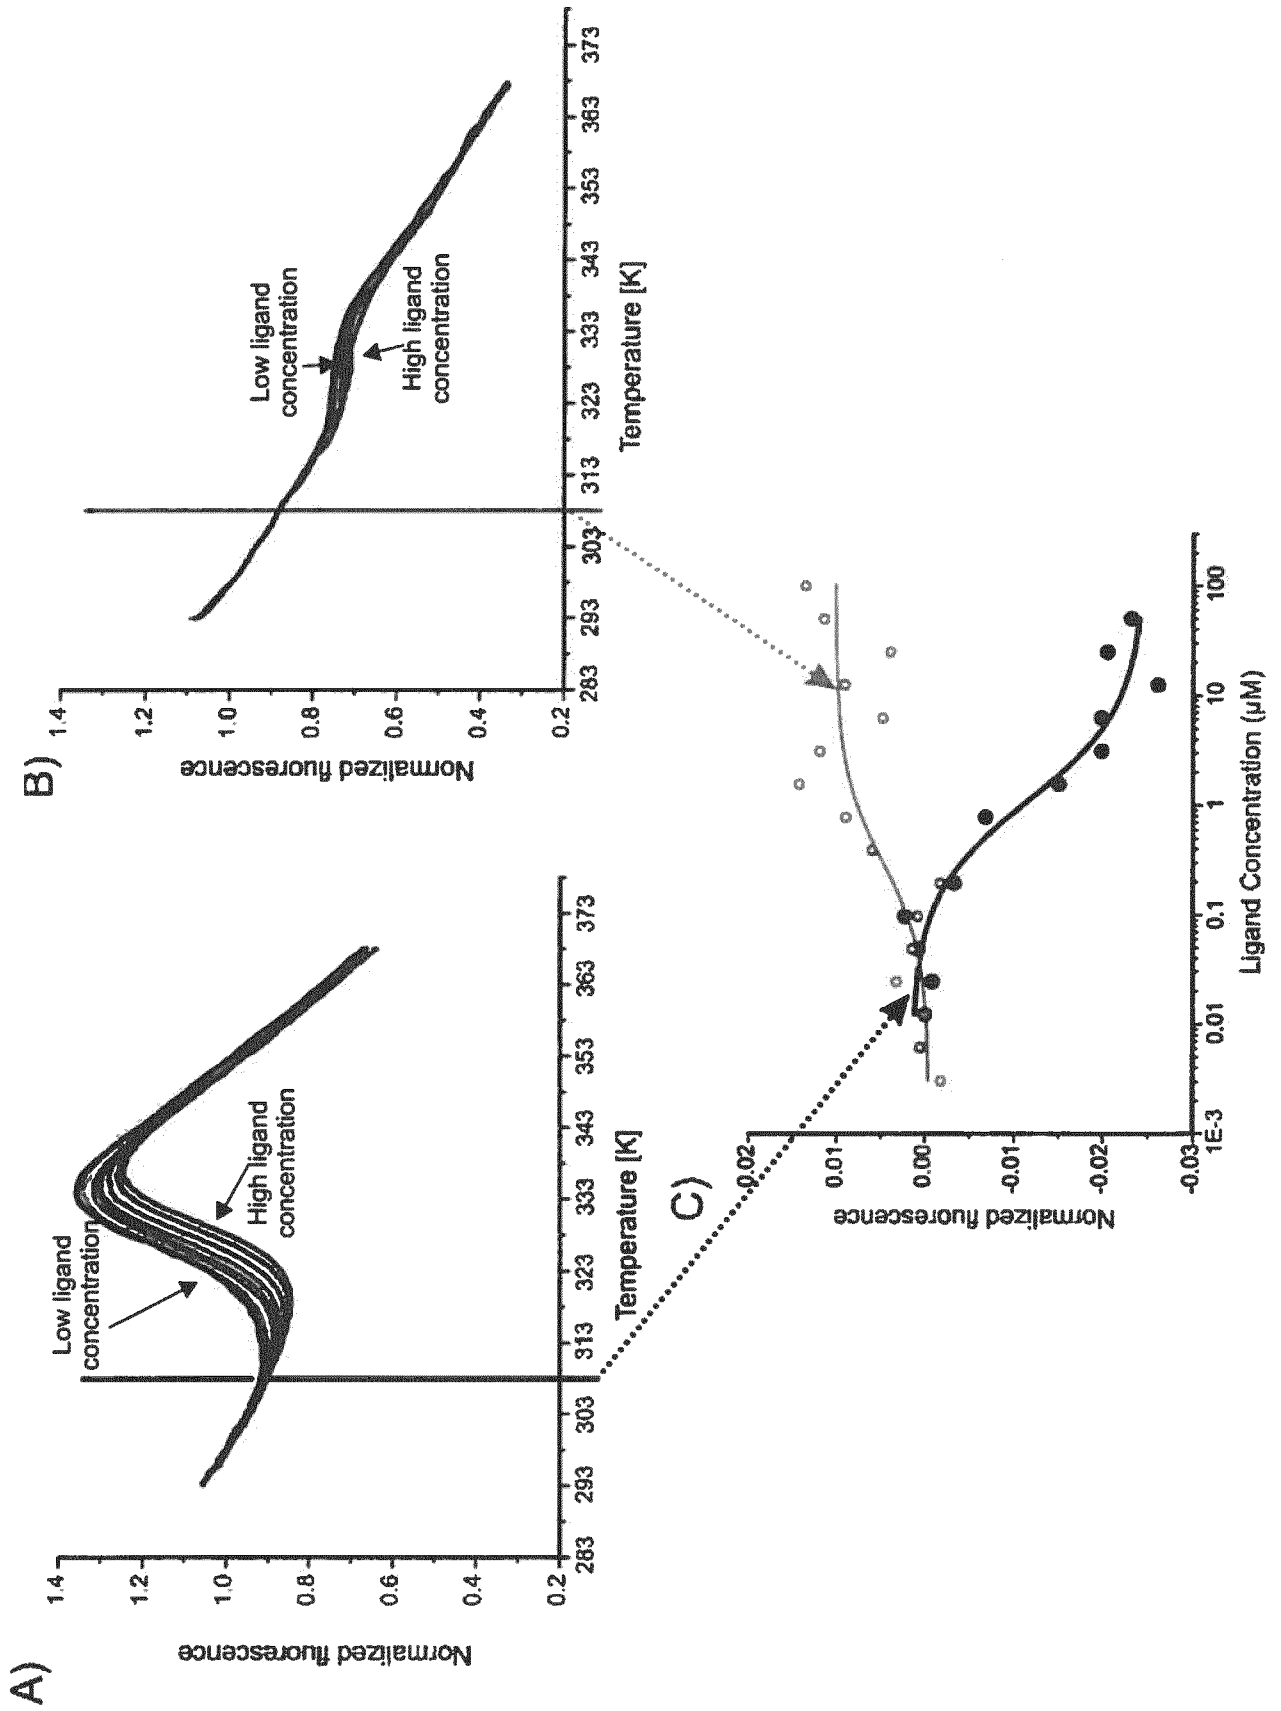 A)
Normalized fluorescence
1.4
1.2
1.0
0.8
0.6
0.4
0.2
283
293
303
313
323
333
343
353
363
373
Temperature [K]
Low ligand
concentration
High ligand
concentration
B)
Normalized fluorescence
1.4
1.2
1.0
0.8
0.6
0.4
0.2
283
293
303
313
323
333
343
353
363
373
Temperature [K]
Low ligand
concentration
High ligand
concentration
C)
Normalized fluorescence
0.02
0.01
0.00
-0.01
-0.02
-0.03
1E-3
0.01
0.1
1
10
100
Ligand Concentration (µM)